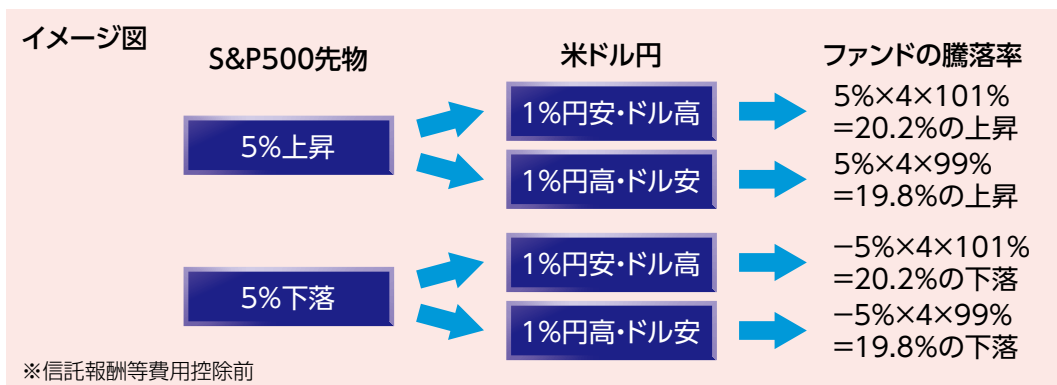 イメージ図
S&P500先物
米ドル円
ファンドの騰落率
5%上昇
1%円安・ドル高
5%×4×101%
=20.2%の上昇
1%円高・ドル安
5%×4×99%
=19.8%の上昇
5%下落
1%円安・ドル高
−5%×4×101%
=20.2%の下落
1%円高・ドル安
−5%×4×99%
=19.8%の下落
※信託報酬等費用控除前